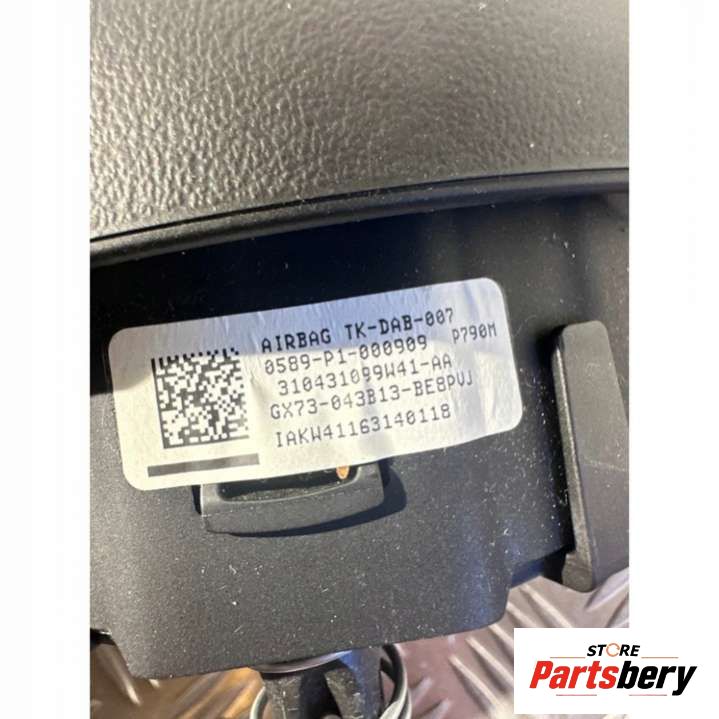 AIRBAG TK-DAB-007
0589-P1-000909 P790M
310431099W41-AA
GX73-043B13-BE8PVJ
IAKW41163140118
STORE
Partsbery